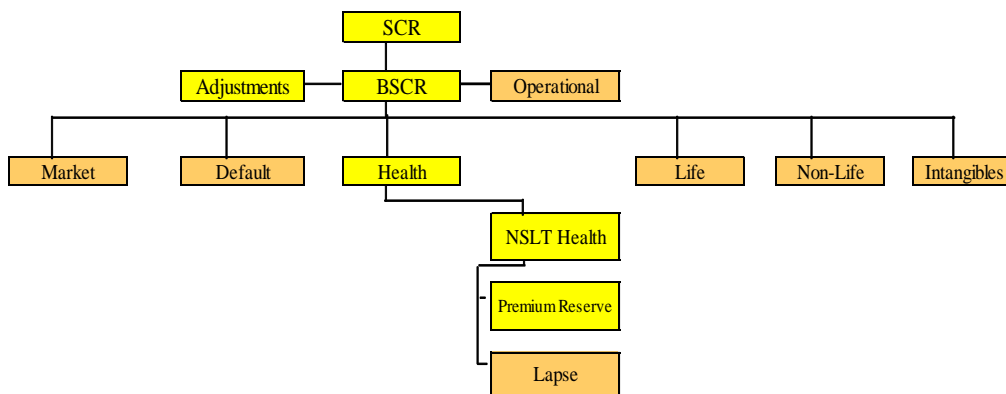 SCR
Adjustments
BSCR
Operational
Market
Default
Health
Life
Non-Life
Intangibles
NSLT Health
Premium Reserve
Lapse